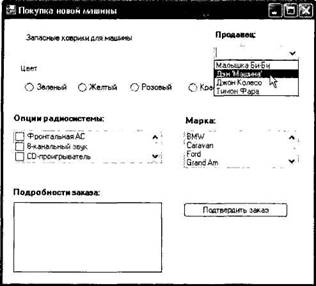 Покупка новой машины
Запасные коврики для машины
Продавец:
Малышка Би-Би
Дэн 'Машина'
Джон Колесо
Тинон Фара
Цвет
Зеленый Желтый Розовый
Опции радиосистемы:
Фронтальная АС
8-канальный звук
CD-проигрыватель
Марка:
BMW
Caravan
Ford
Grand Am
Подробности заказа:
Подтвердить заказ